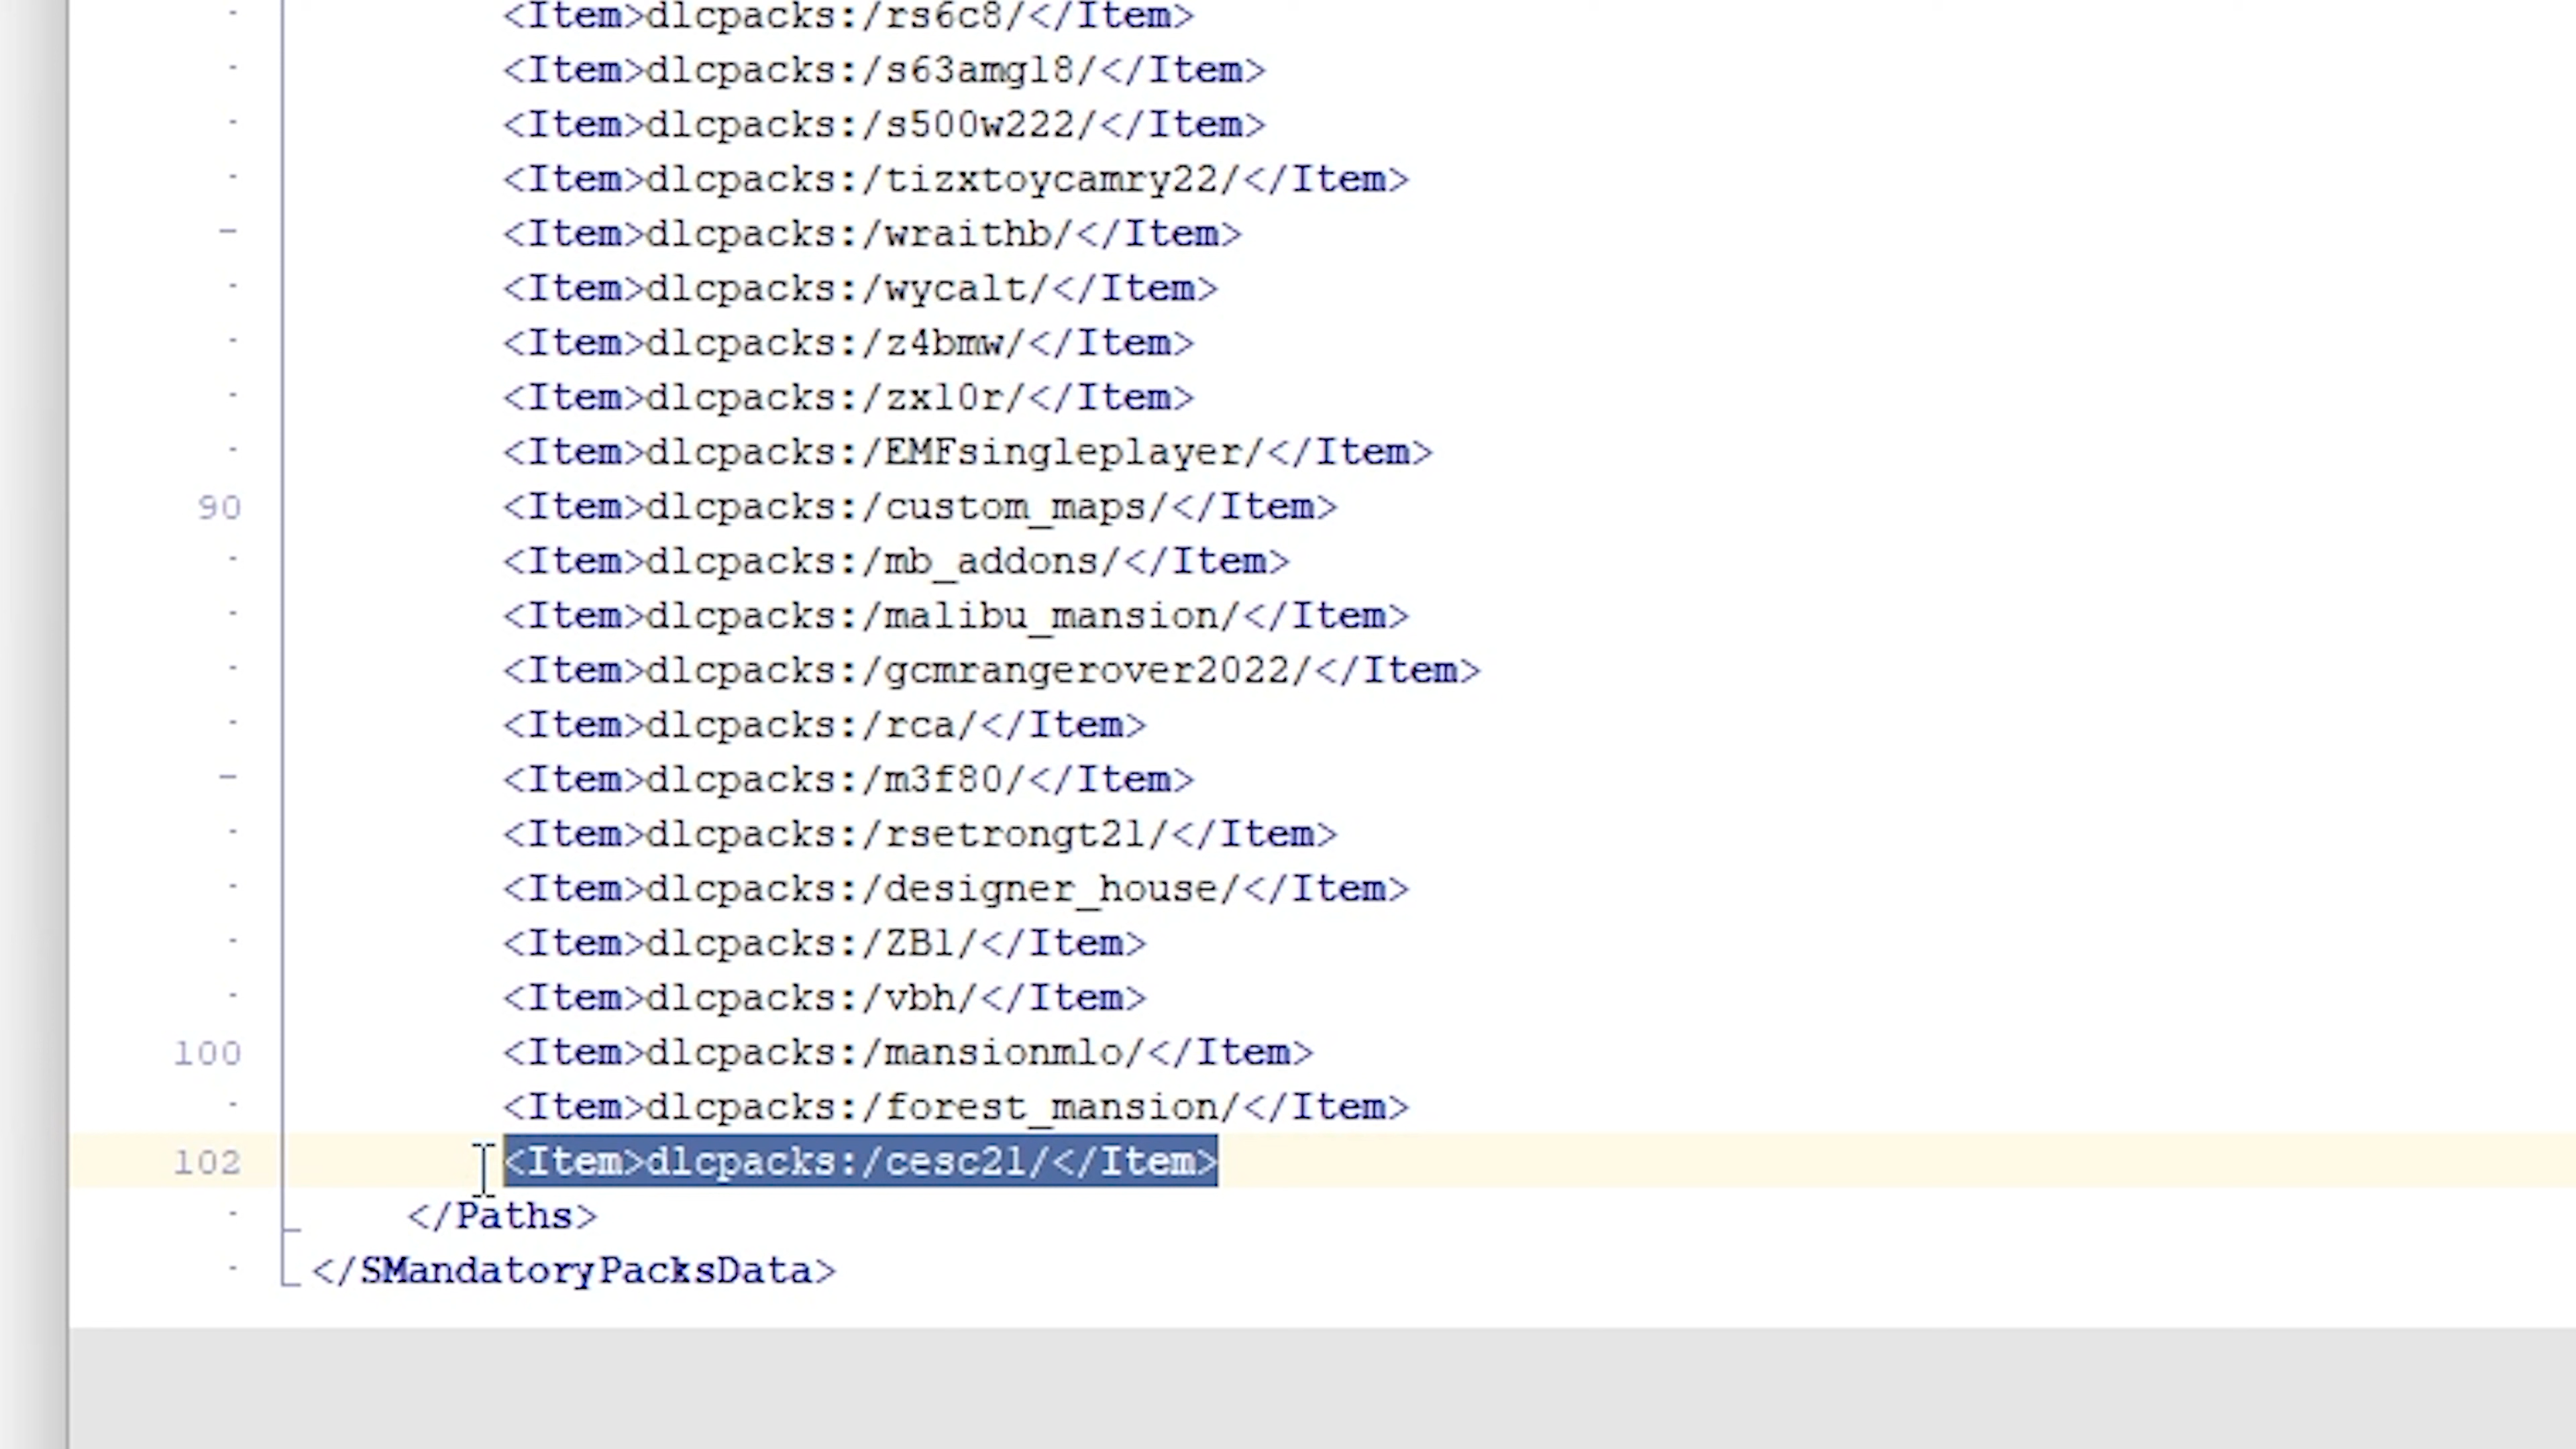 <Item>dlcpacks:/rs6c8/</Item>
<Item>dlcpacks:/s63amg18/</Item>
<Item>dlcpacks:/s500w222/</Item>
<Item>dlcpacks:/tizxtoycamry22/</Item>
<Item>dlcpacks:/wraithb/</Item>
<Item>dlcpacks:/wycalt/</Item>
<Item>dlcpacks:/z4bmw/</Item>
<Item>dlcpacks:/zx10r/</Item>
<Item>dlcpacks:/EMFsingleplayer/</Item>
90 <Item>dlcpacks:/custom_maps/</Item>
<Item>dlcpacks:/mb_addons/</Item>
<Item>dlcpacks:/malibu_mansion/</Item>
<Item>dlcpacks:/gcmrangerover2022/</Item>
<Item>dlcpacks:/rca/</Item>
<Item>dlcpacks:/m3f80/</Item>
<Item>dlcpacks:/rsetrongt21/</Item>
<Item>dlcpacks:/designer_house/</Item>
<Item>dlcpacks:/ZB1/</Item>
<Item>dlcpacks:/vbh/</Item>
100 <Item>dlcpacks:/mansionmlo/</Item>
<Item>dlcpacks:/forest_mansion/</Item>
102 <Item>dlcpacks:/cesc21/</Item>
</Paths>
</SMandatoryPacksData>